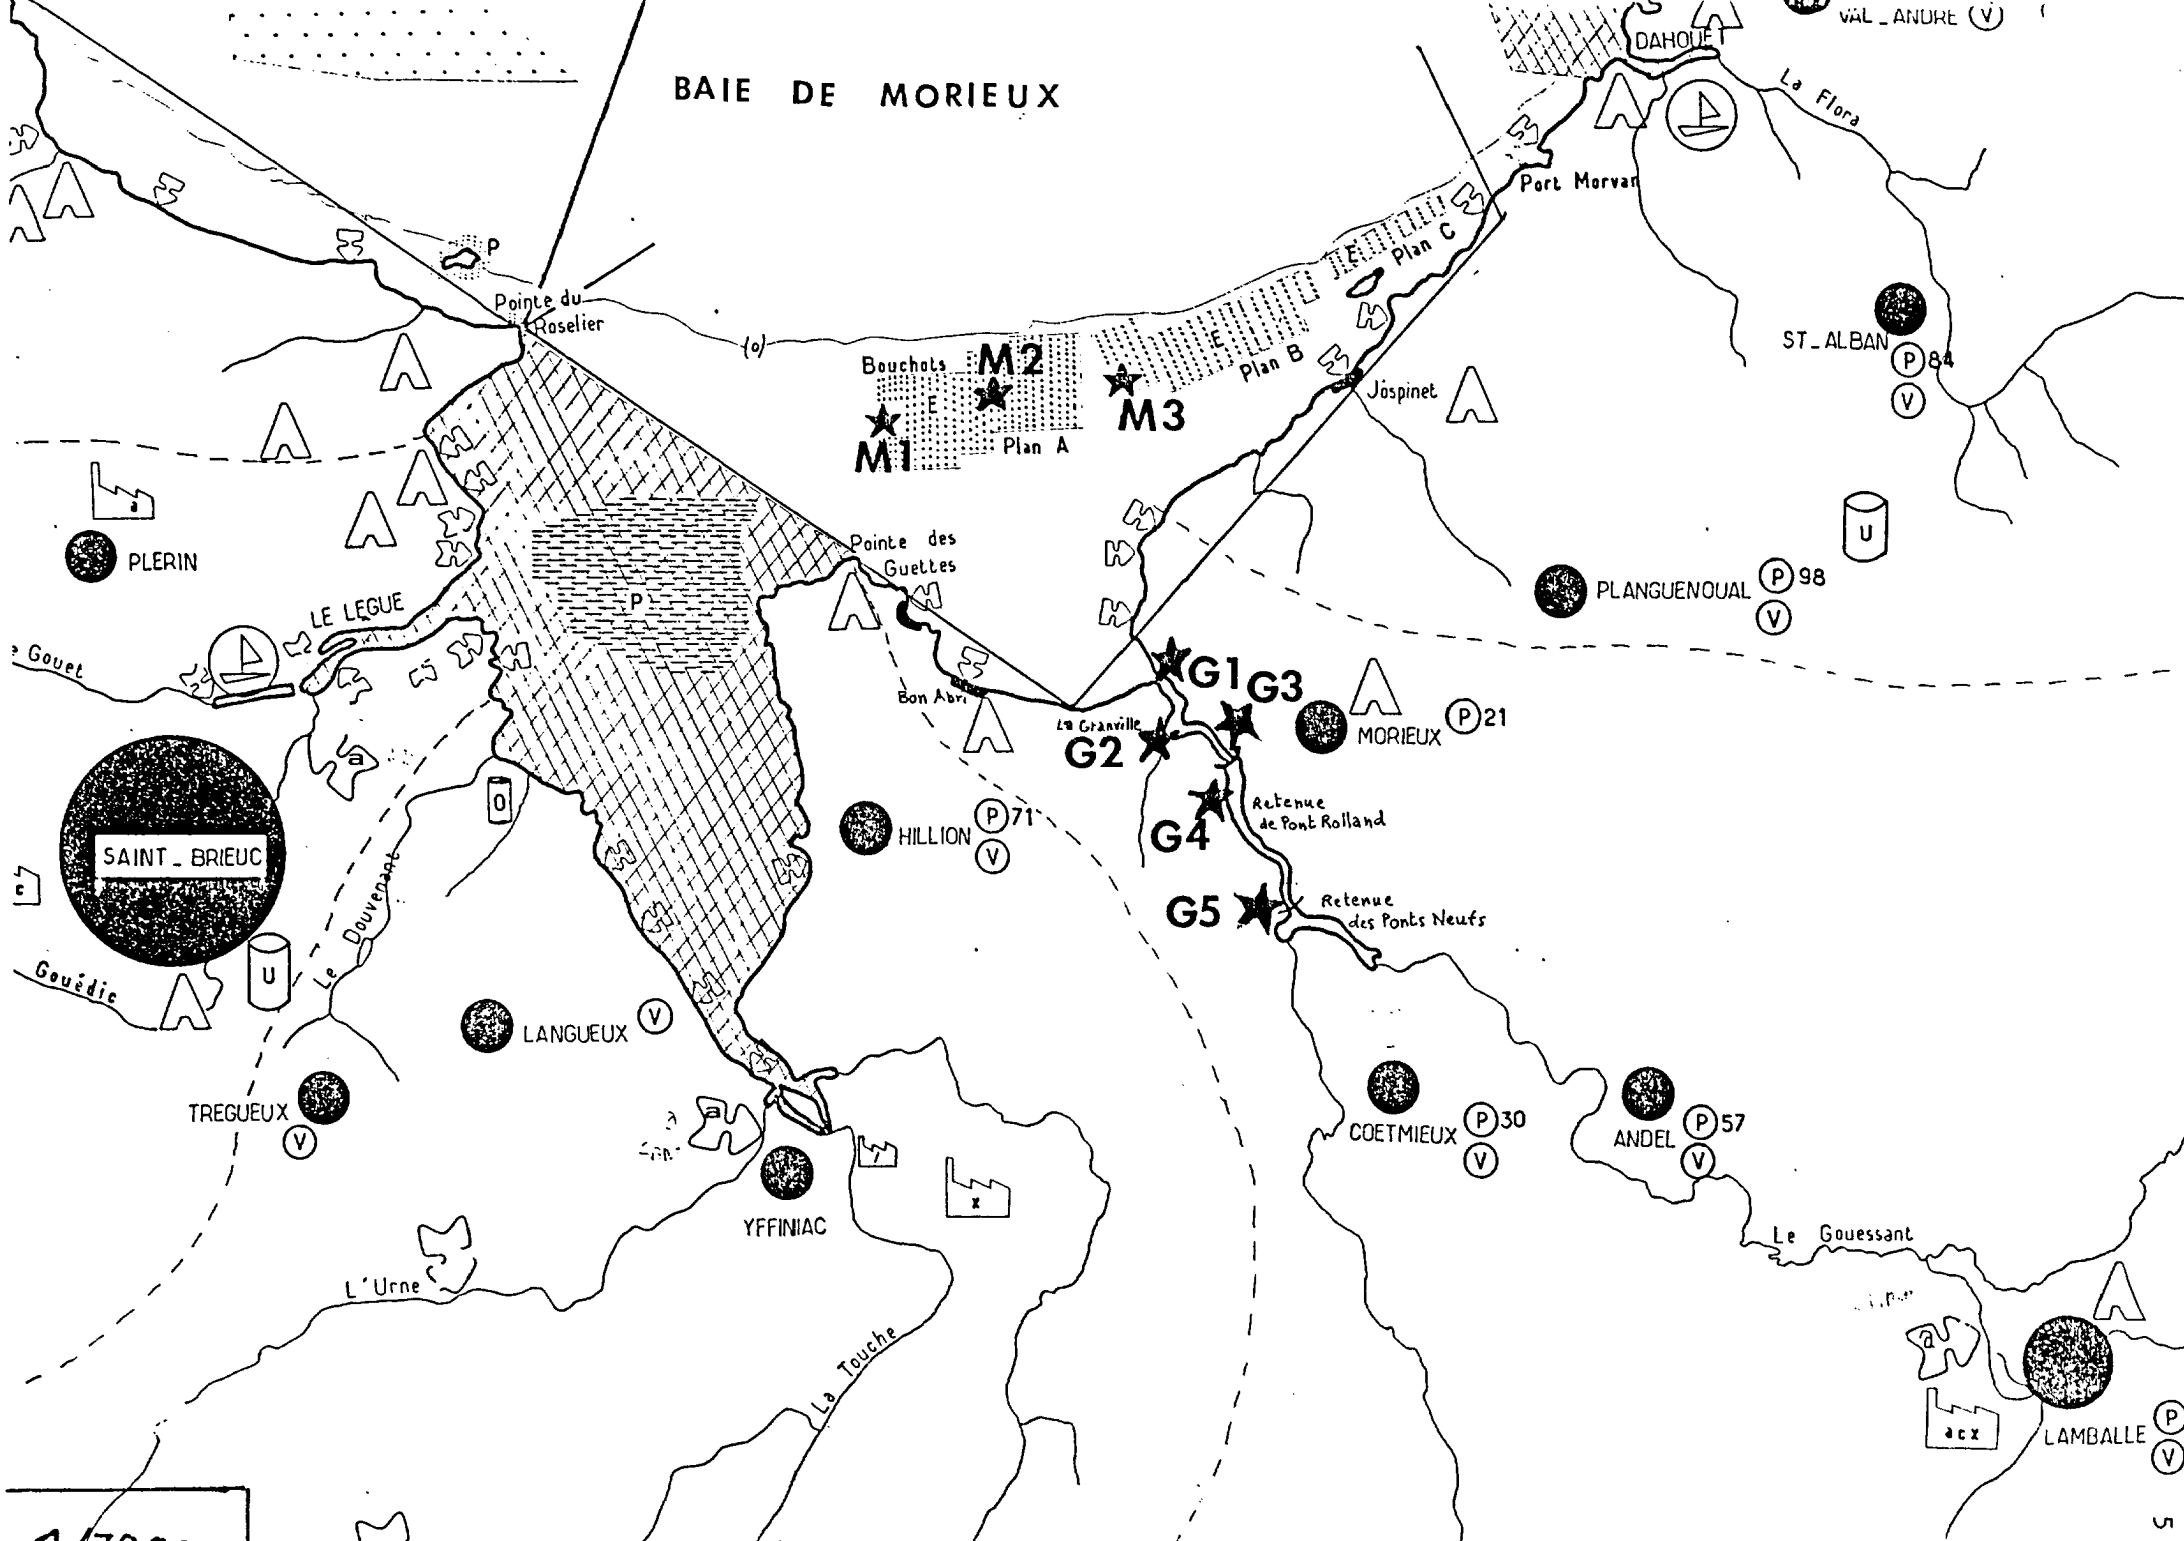 VAL_ANDRE (V)
DAHOUET
BAIE DE MORIEUX
La Flora
Port Morvan
P
Plan C
E
Pointe du
Roselier
(o)
ST_ALBAN
P 84
V
Bouchots
M2
E
Plan B
E
M1
Plan A
M3
Jospinet
a
U
Pointe des
Guettes
PLERIN
P
PLANGUENOUAL
P 98
V
LE LEGUE
Gouet
G1
G3
Bon Abri
La Granville
G2
MORIEUX
P 21
a
O
SAINT_BRIEUC
HILLION
P 71
V
Retenue
de Pont Rolland
G4
c
Le Douvenant
G5
Retenue
des Ponts Neufs
Gouédic
U
LANGUEUX
V
TREGUEUX
V
a
COETMIEUX
P 30
V
ANDEL
P 57
V
x
YFFINIAC
Le Gouessant
L'Urne
La Touche
a
acx
LAMBALLE
P
V
5